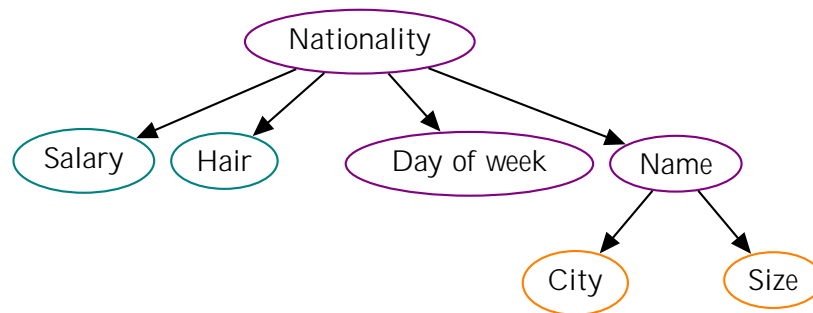 Nationality
Salary
Hair
Day of week
Name
City
Size